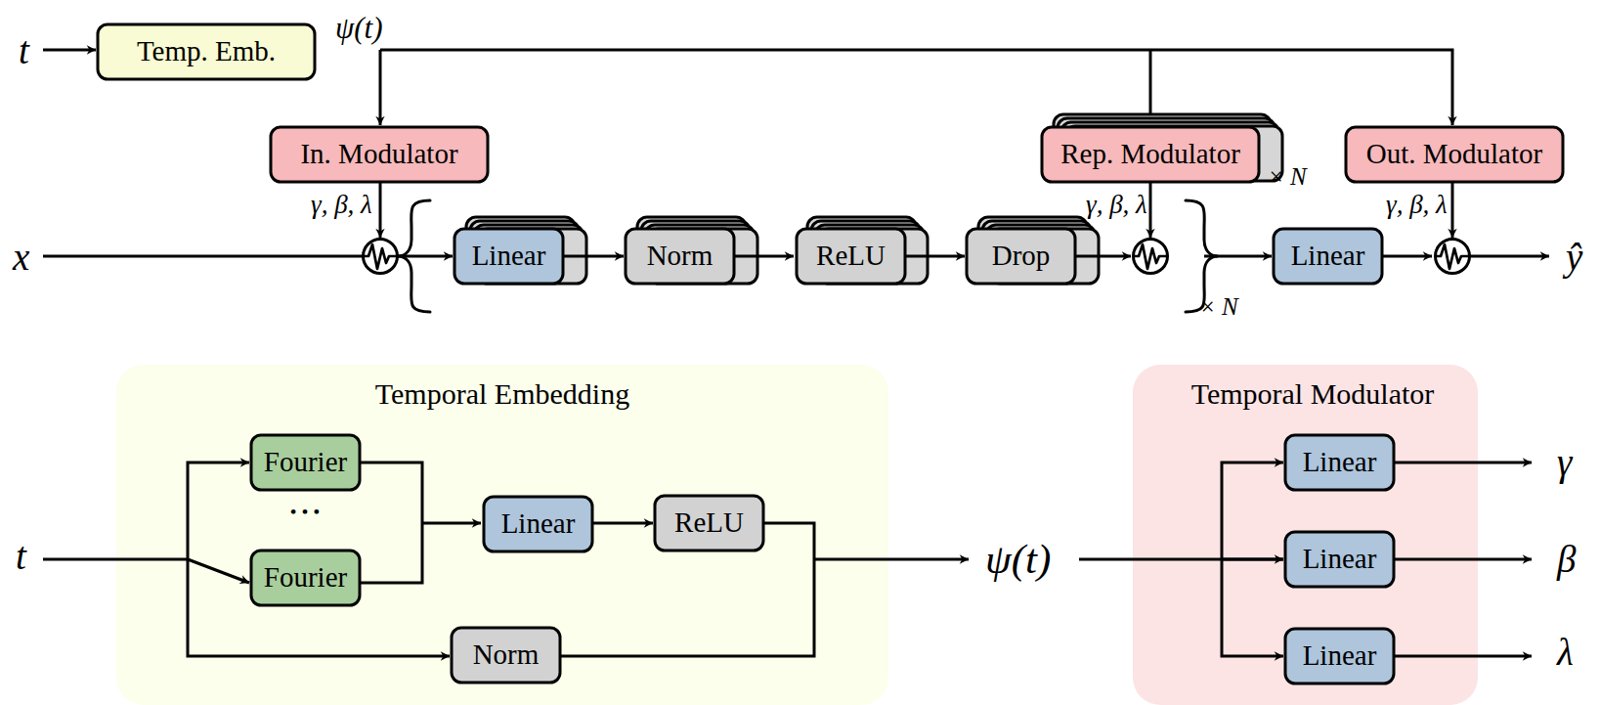 ψ(t)
t
Temp. Emb.
In. Modulator
Rep. Modulator
× N
Out. Modulator
γ, β, λ
γ, β, λ
γ, β, λ
x
Linear
Norm
ReLU
Drop
Linear
ŷ
× N
Temporal Embedding
Temporal Modulator
Fourier
...
Fourier
Linear
ReLU
Norm
t
ψ(t)
Linear
γ
Linear
β
Linear
λ